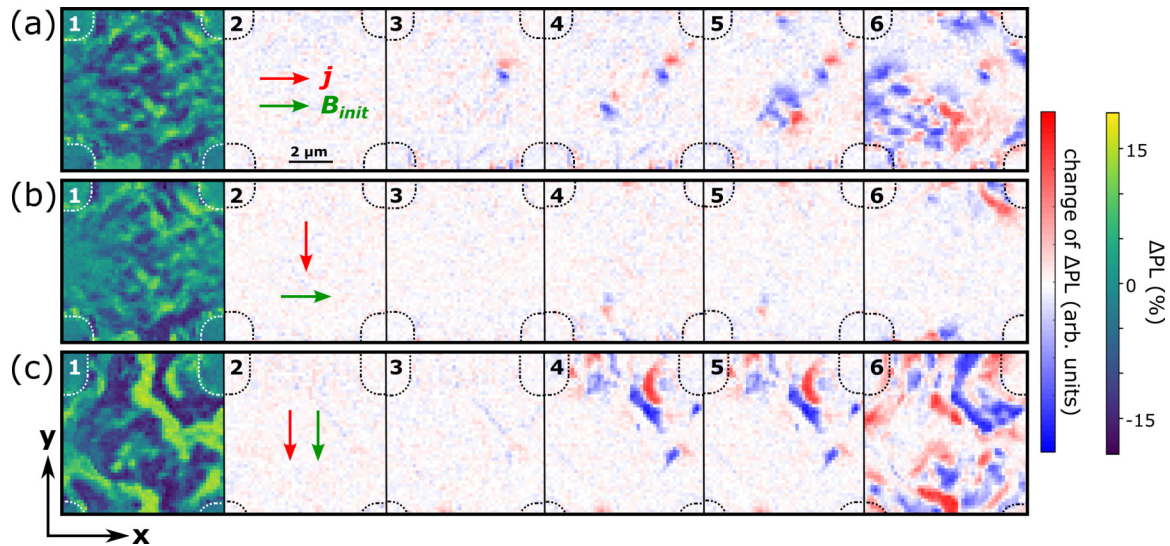 (a)
1 2 3 4 5 6
j
B_init
2 μm
(b)
1 2 3 4 5 6
(c)
1 2 3 4 5 6
y
x
change of ΔPL (arb. units)
15
0
-15
ΔPL (%)